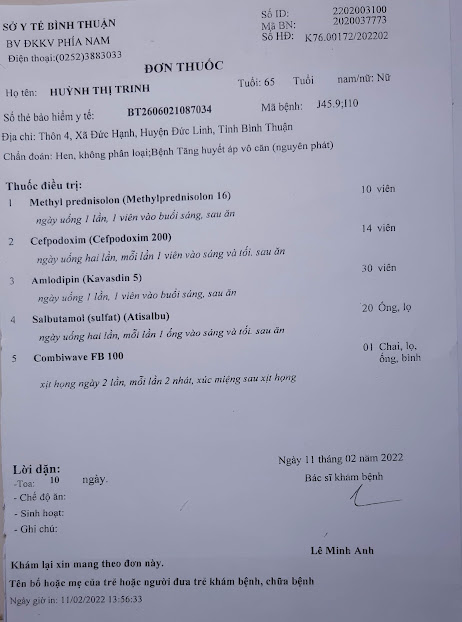 SỞ Y TẾ BÌNH THUẬN
BV ĐKKV PHÍA NAM
Điện thoại:(0252)3883033
Số ID: 2202003100
Mã BN: 2020037773
Số HĐ: K76.00172/202202
ĐƠN THUỐC
Họ tên: HUỲNH THỊ TRINH Tuổi: 65 Tuổi nam/nữ: Nữ
Số thẻ bảo hiểm y tế: BT2606021087034 Mã bệnh: J45.9;I10
Địa chỉ: Thôn 4, Xã Đức Hạnh, Huyện Đức Linh, Tỉnh Bình Thuận
Chẩn đoán: Hen, không phân loại;Bệnh Tăng huyết áp vô căn (nguyên phát)
Thuốc điều trị:
1 Methyl prednisolon (Methylprednisolon 16) 10 viên
ngày uống 1 lần, 1 viên vào buổi sáng, sau ăn
2 Cefpodoxim (Cefpodoxim 200) 14 viên
ngày uống hai lần, mỗi lần 1 viên vào sáng và tối. sau ăn
3 Amlodipin (Kavasdin 5) 30 viên
ngày uống 1 lần, 1 viên vào buổi sáng, sau ăn
4 Salbutamol (sulfat) (Atisalbu) 20 Ống, lọ
ngày uống hai lần, mỗi lần 1 ống vào sáng và tối. sau ăn
5 Combiwave FB 100 01 Chai, lọ,
ống, bình
xịt họng ngày 2 lần, mỗi lần 2 nhát, xúc miệng sau xịt họng
Ngày 11 tháng 02 năm 2022
Lời dặn:
Bác sĩ khám bệnh
-Toa: 10 ngày.
- Chế độ ăn:
- Sinh hoạt:
- Ghi chú:
Lê Minh Anh
Khám lại xin mang theo đơn này.
Tên bố hoặc mẹ của trẻ hoặc người đưa trẻ khám bệnh, chữa bệnh
Ngày giờ in: 11/02/2022 13:56:33